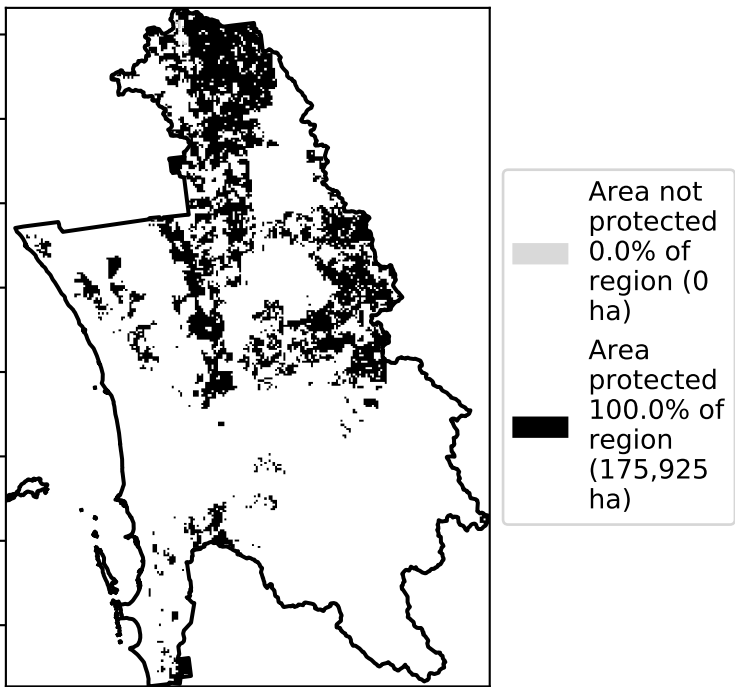 Area not
protected
0.0% of
region (0
ha)
Area
protected
100.0% of
region
(175,925
ha)